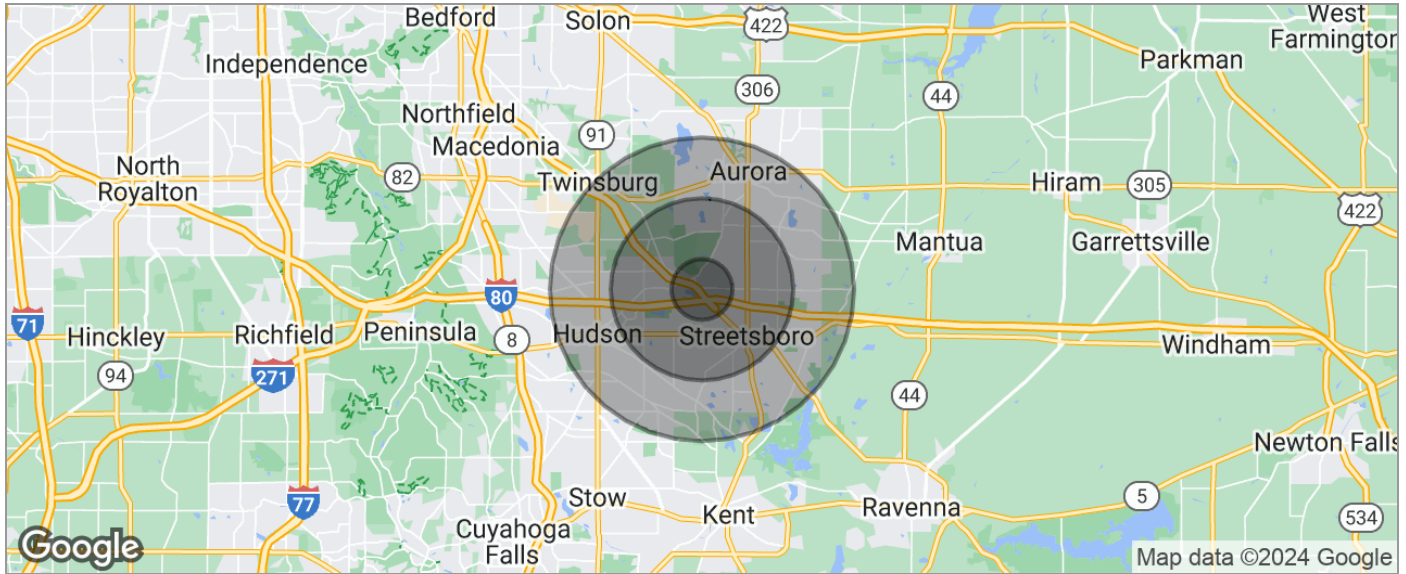 Bedford
Solon
422
West
Farmington
Independence
Parkman
306
44
Northfield
91
Macedonia
North
Royalton
82
Twinsburg
Aurora
Hiram
305
422
Mantua
Garrettsville
80
71
Hinckley
Richfield
Peninsula
8
Hudson
Streetsboro
Windham
94
271
44
Newton Falls
77
Stow
Kent
Ravenna
5
534
Cuyahoga
Falls
Google
Map data ©2024 Google